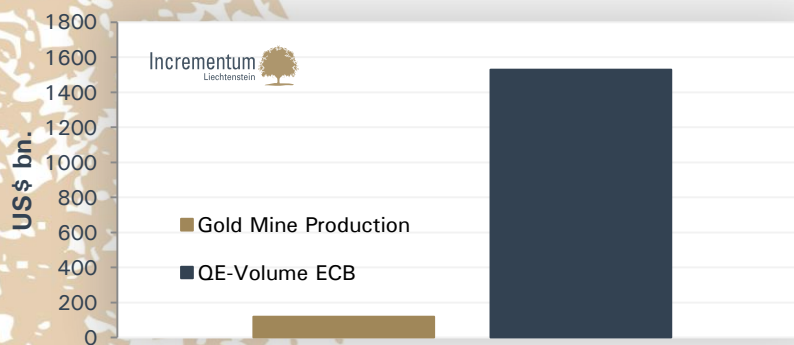 1800
1600
1400
1200
1000
800
600
400
200
0
US$ bn.
Incrementum
Liechtenstein
Gold Mine Production
QE-Volume ECB